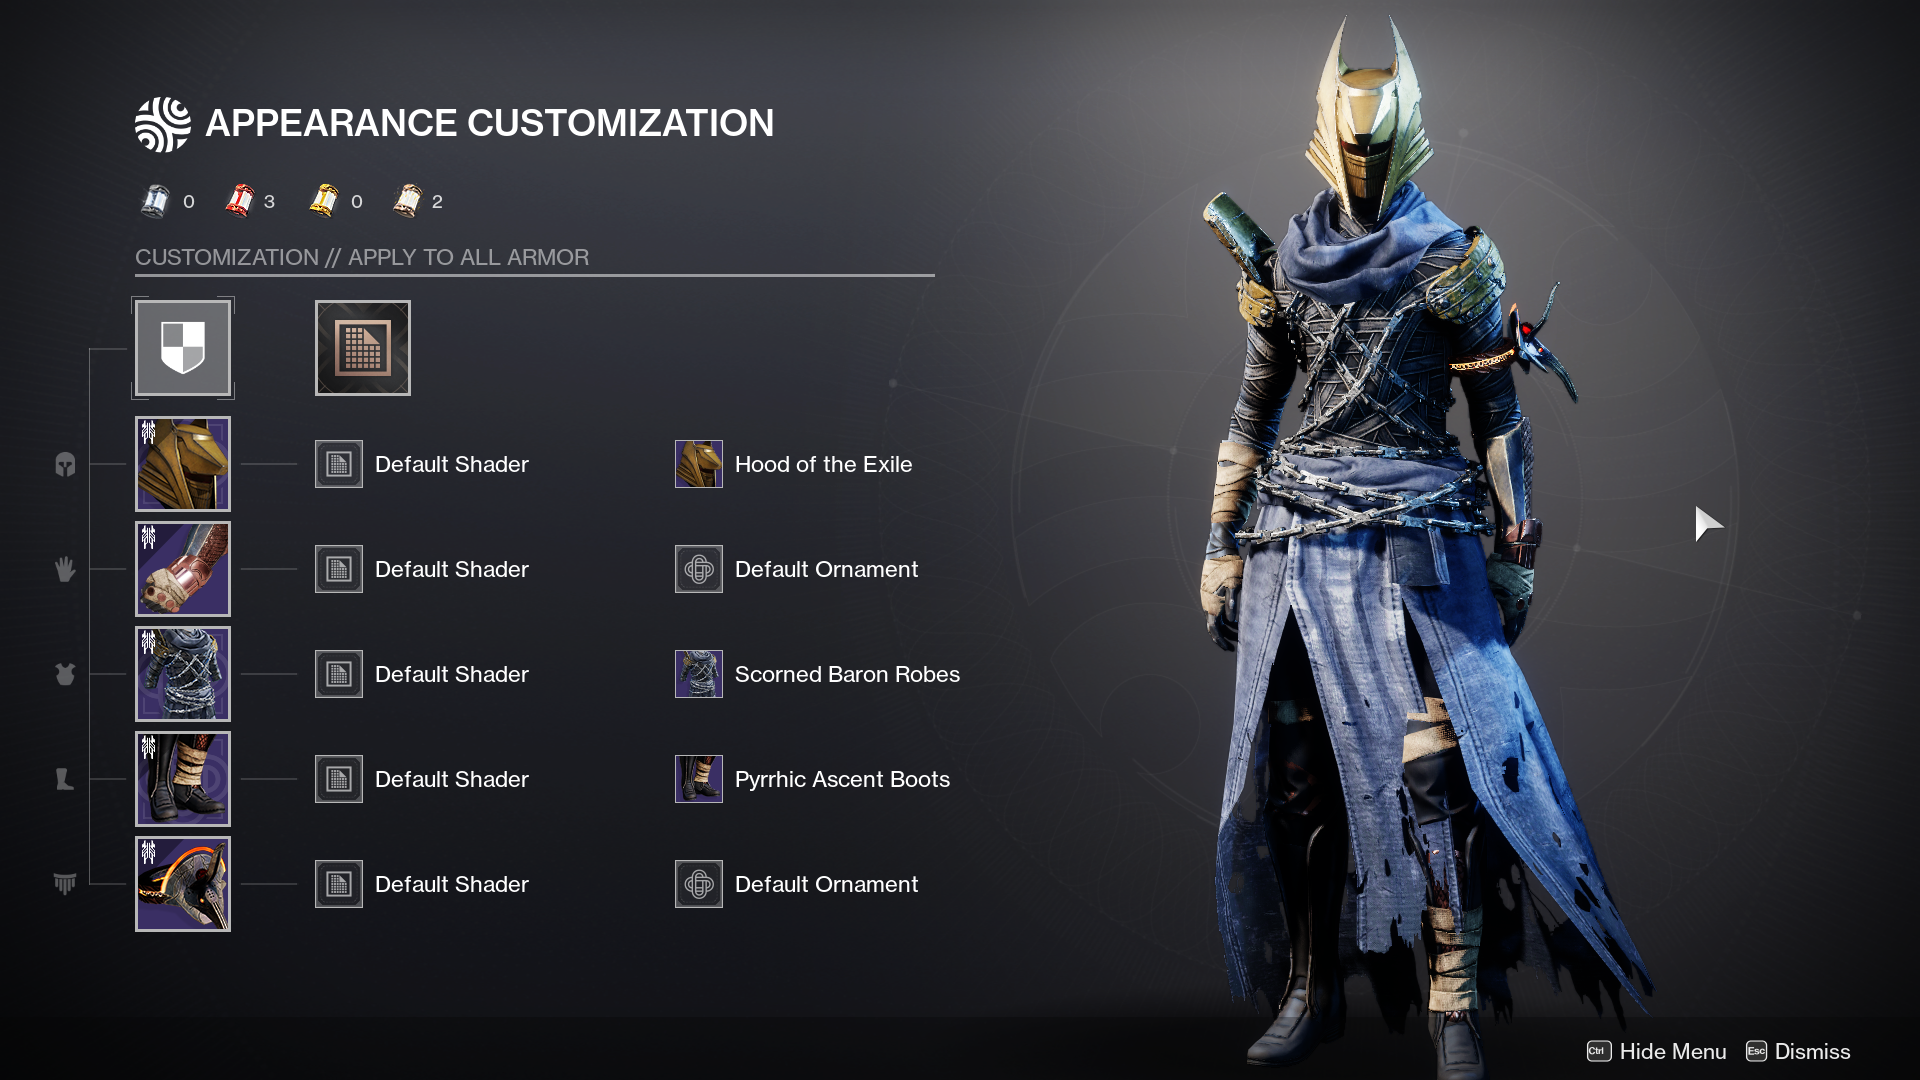 APPEARANCE CUSTOMIZATION
0 3 0 2
CUSTOMIZATION // APPLY TO ALL ARMOR
Default Shader Hood of the Exile
Default Shader Default Ornament
Default Shader Scorned Baron Robes
Default Shader Pyrrhic Ascent Boots
Default Shader Default Ornament
Ctrl Hide Menu Esc Dismiss